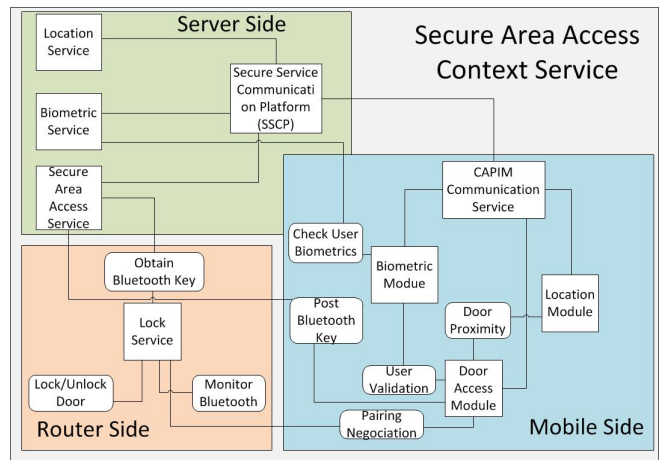 Server Side
Secure Area Access
Context Service
Location
Service
Secure Service
Communicati
on Platform
(SSCP)
Biometric
Service
Secure
Area
Access
Service
CAPIM
Communication
Service
Check User
Biometrics
Obtain
Bluetooth Key
Biometric
Modue
Location
Module
Post
Bluetooth
Key
Door
Proximity
Lock
Service
User
Validation
Door
Access
Module
Lock/Unlock
Door
Monitor
Bluetooth
Pairing
Negociation
Router Side
Mobile Side